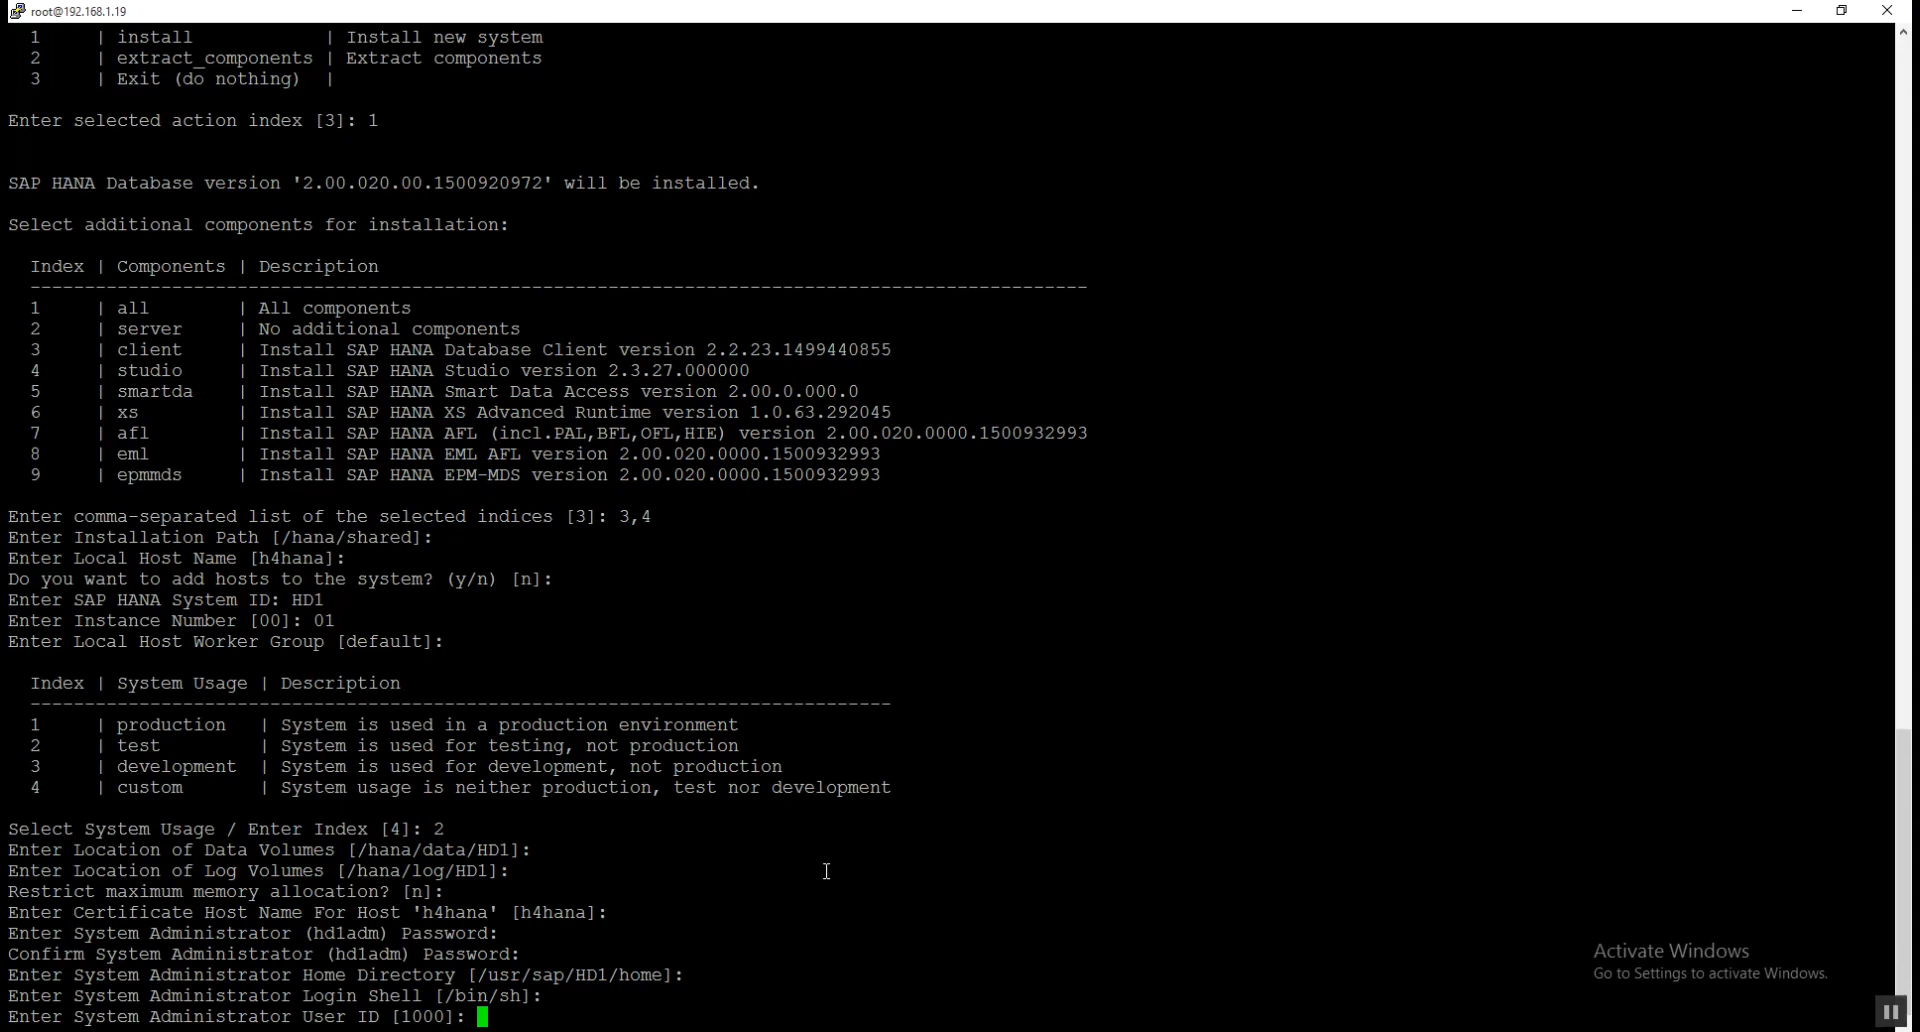 root@192.168.1.19
1 | install | Install new system
2 | extract_components | Extract components
3 | Exit (do nothing) |
Enter selected action index [3]: 1
SAP HANA Database version '2.00.020.00.1500920972' will be installed.
Select additional components for installation:
Index | Components | Description
--------------------------------------------------------------------------------------------------
1 | all | All components
2 | server | No additional components
3 | client | Install SAP HANA Database Client version 2.2.23.1499440855
4 | studio | Install SAP HANA Studio version 2.3.27.000000
5 | smartda | Install SAP HANA Smart Data Access version 2.00.0.000.0
6 | xs | Install SAP HANA XS Advanced Runtime version 1.0.63.292045
7 | afl | Install SAP HANA AFL (incl.PAL,BFL,OFL,HIE) version 2.00.020.0000.1500932993
8 | eml | Install SAP HANA EML AFL version 2.00.020.0000.1500932993
9 | epmmds | Install SAP HANA EPM-MDS version 2.00.020.0000.1500932993
Enter comma-separated list of the selected indices [3]: 3,4
Enter Installation Path [/hana/shared]:
Enter Local Host Name [h4hana]:
Do you want to add hosts to the system? (y/n) [n]:
Enter SAP HANA System ID: HD1
Enter Instance Number [00]: 01
Enter Local Host Worker Group [default]:
Index | System Usage | Description
-------------------------------------------------------------------------------
1 | production | System is used in a production environment
2 | test | System is used for testing, not production
3 | development | System is used for development, not production
4 | custom | System usage is neither production, test nor development
Select System Usage / Enter Index [4]: 2
Enter Location of Data Volumes [/hana/data/HD1]:
Enter Location of Log Volumes [/hana/log/HD1]:
Restrict maximum memory allocation? [n]:
Enter Certificate Host Name For Host 'h4hana' [h4hana]:
Enter System Administrator (hd1adm) Password:
Confirm System Administrator (hd1adm) Password:
Enter System Administrator Home Directory [/usr/sap/HD1/home]:
Enter System Administrator Login Shell [/bin/sh]:
Enter System Administrator User ID [1000]:
Activate Windows
Go to Settings to activate Windows.